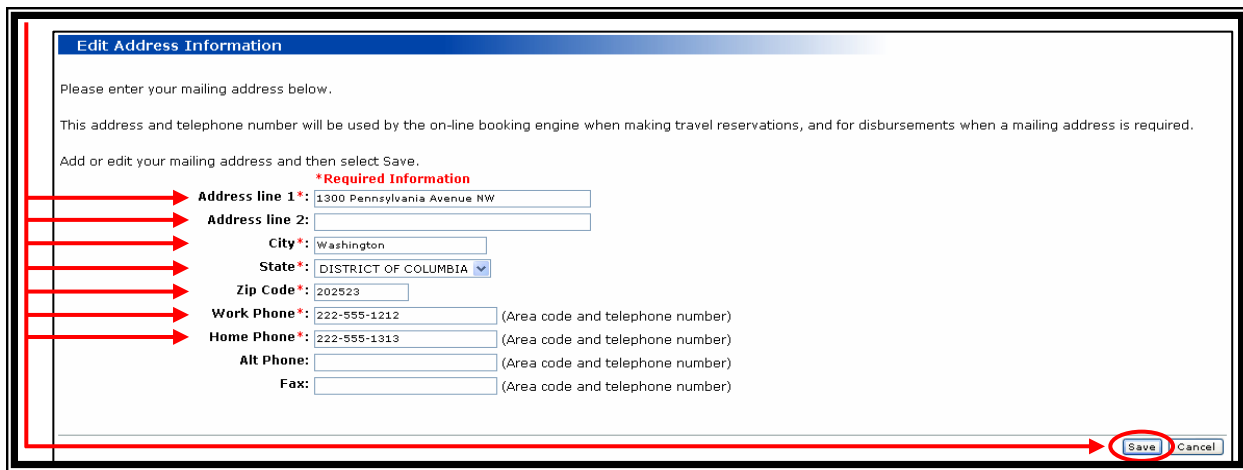 Edit Address Information
Please enter your mailing address below.
This address and telephone number will be used by the on-line booking engine when making travel reservations, and for disbursements when a mailing address is required.
Add or edit your mailing address and then select Save.
*Required Information
Address line 1*: 1300 Pennsylvania Avenue NW
Address line 2:
City*: Washington
State*: DISTRICT OF COLUMBIA
Zip Code*: 202523
Work Phone*: 222-555-1212 (Area code and telephone number)
Home Phone*: 222-555-1313 (Area code and telephone number)
Alt Phone: (Area code and telephone number)
Fax: (Area code and telephone number)
Save Cancel